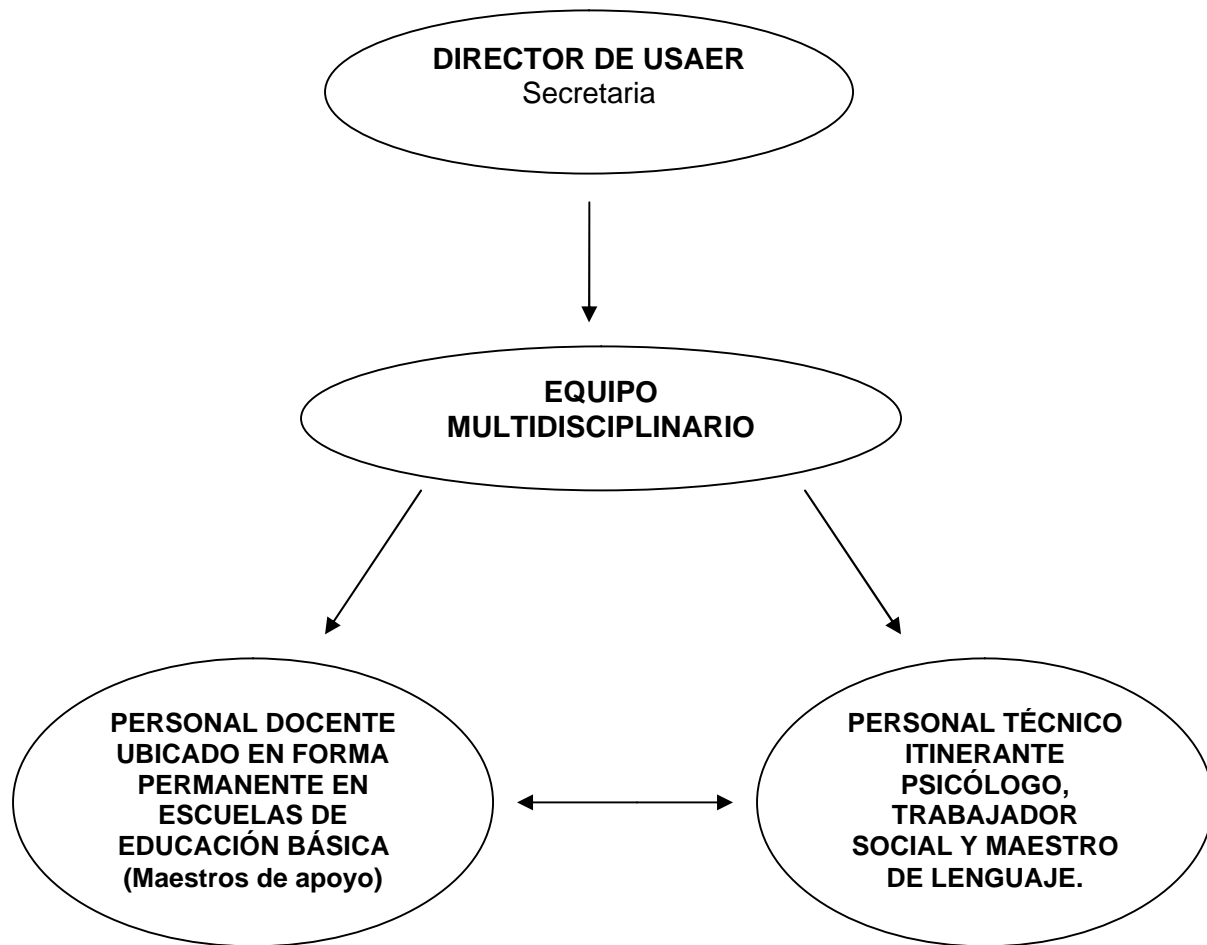 DIRECTOR DE USAER
Secretaria
EQUIPO
MULTIDISCIPLINARIO
PERSONAL DOCENTE
UBICADO EN FORMA
PERMANENTE EN
ESCUELAS DE
EDUCACIÓN BÁSICA
(Maestros de apoyo)
PERSONAL TÉCNICO
ITINERANTE
PSICÓLOGO,
TRABAJADOR
SOCIAL Y MAESTRO
DE LENGUAJE.